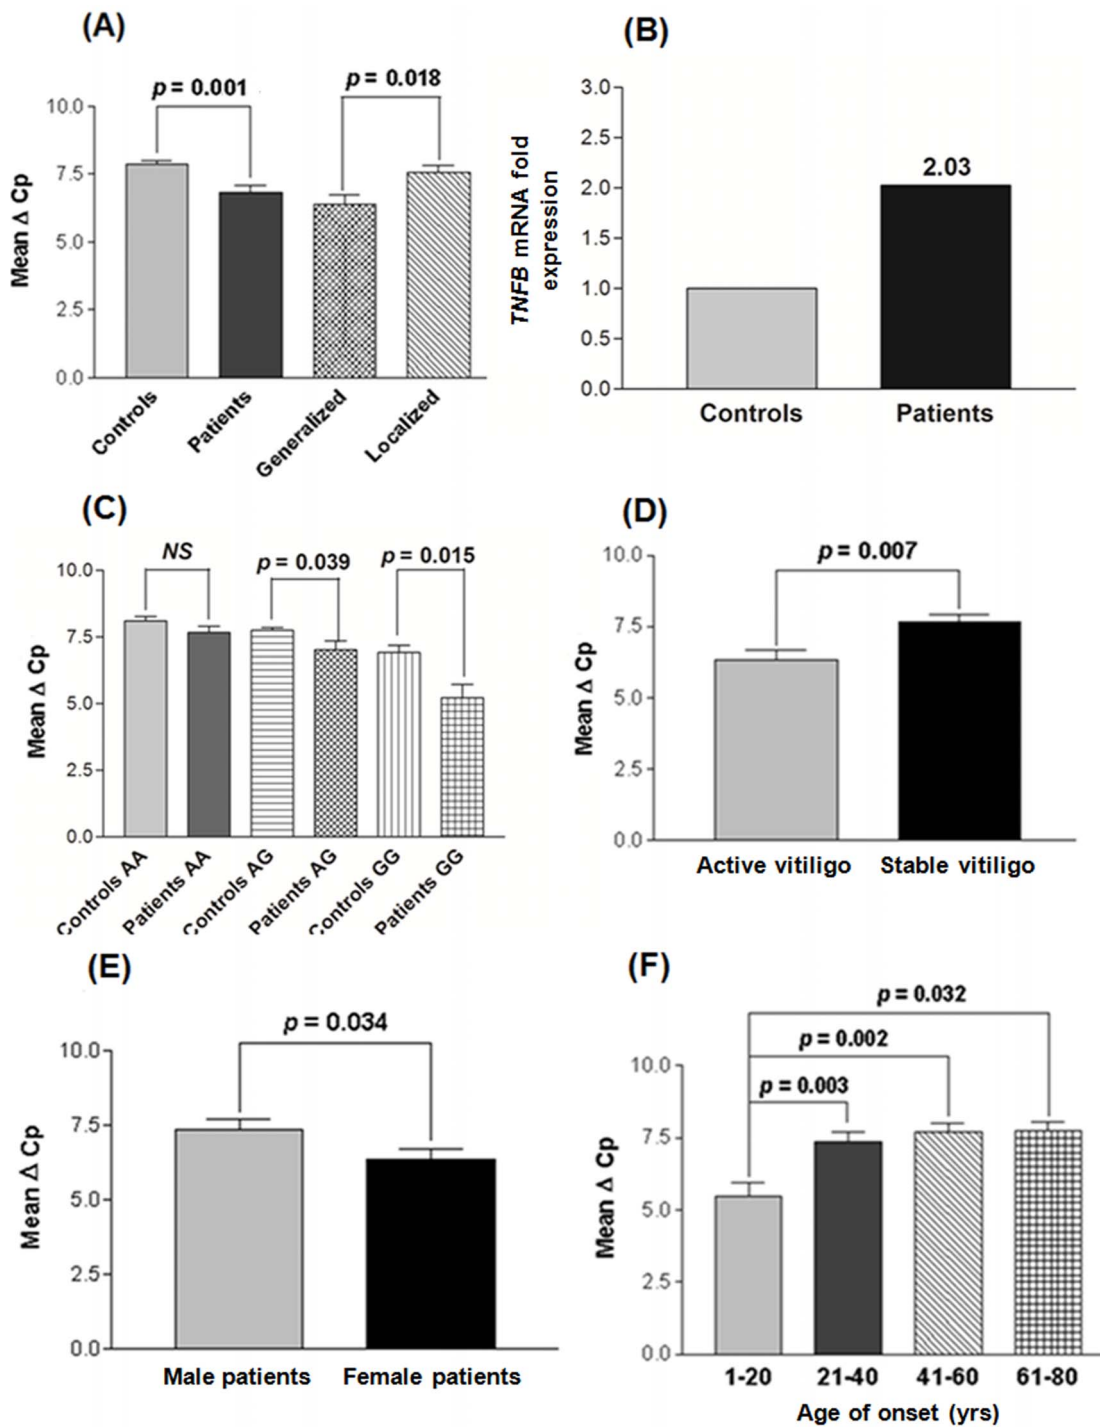 (A)
p = 0.001
p = 0.018
10.0
7.5
5.0
2.5
0.0
Mean Δ Cp
Controls
Patients
Generalized
Localized
(B)
3.0
2.5
2.0
1.5
1.0
0.5
0.0
TNFB mRNA fold
expression
2.03
Controls
Patients
(C)
NS
p = 0.039
p = 0.015
10.0
7.5
5.0
2.5
0.0
Mean Δ Cp
Controls AA
Patients AA
Controls AG
Patients AG
Controls GG
Patients GG
(D)
p = 0.007
10.0
7.5
5.0
2.5
0.0
Mean Δ Cp
Active vitiligo
Stable vitiligo
(E)
p = 0.034
10.0
7.5
5.0
2.5
0.0
Mean Δ Cp
Male patients
Female patients
(F)
p = 0.032
p = 0.002
p = 0.003
10.0
7.5
5.0
2.5
0.0
Mean Δ Cp
1-20
21-40
41-60
61-80
Age of onset (yrs)